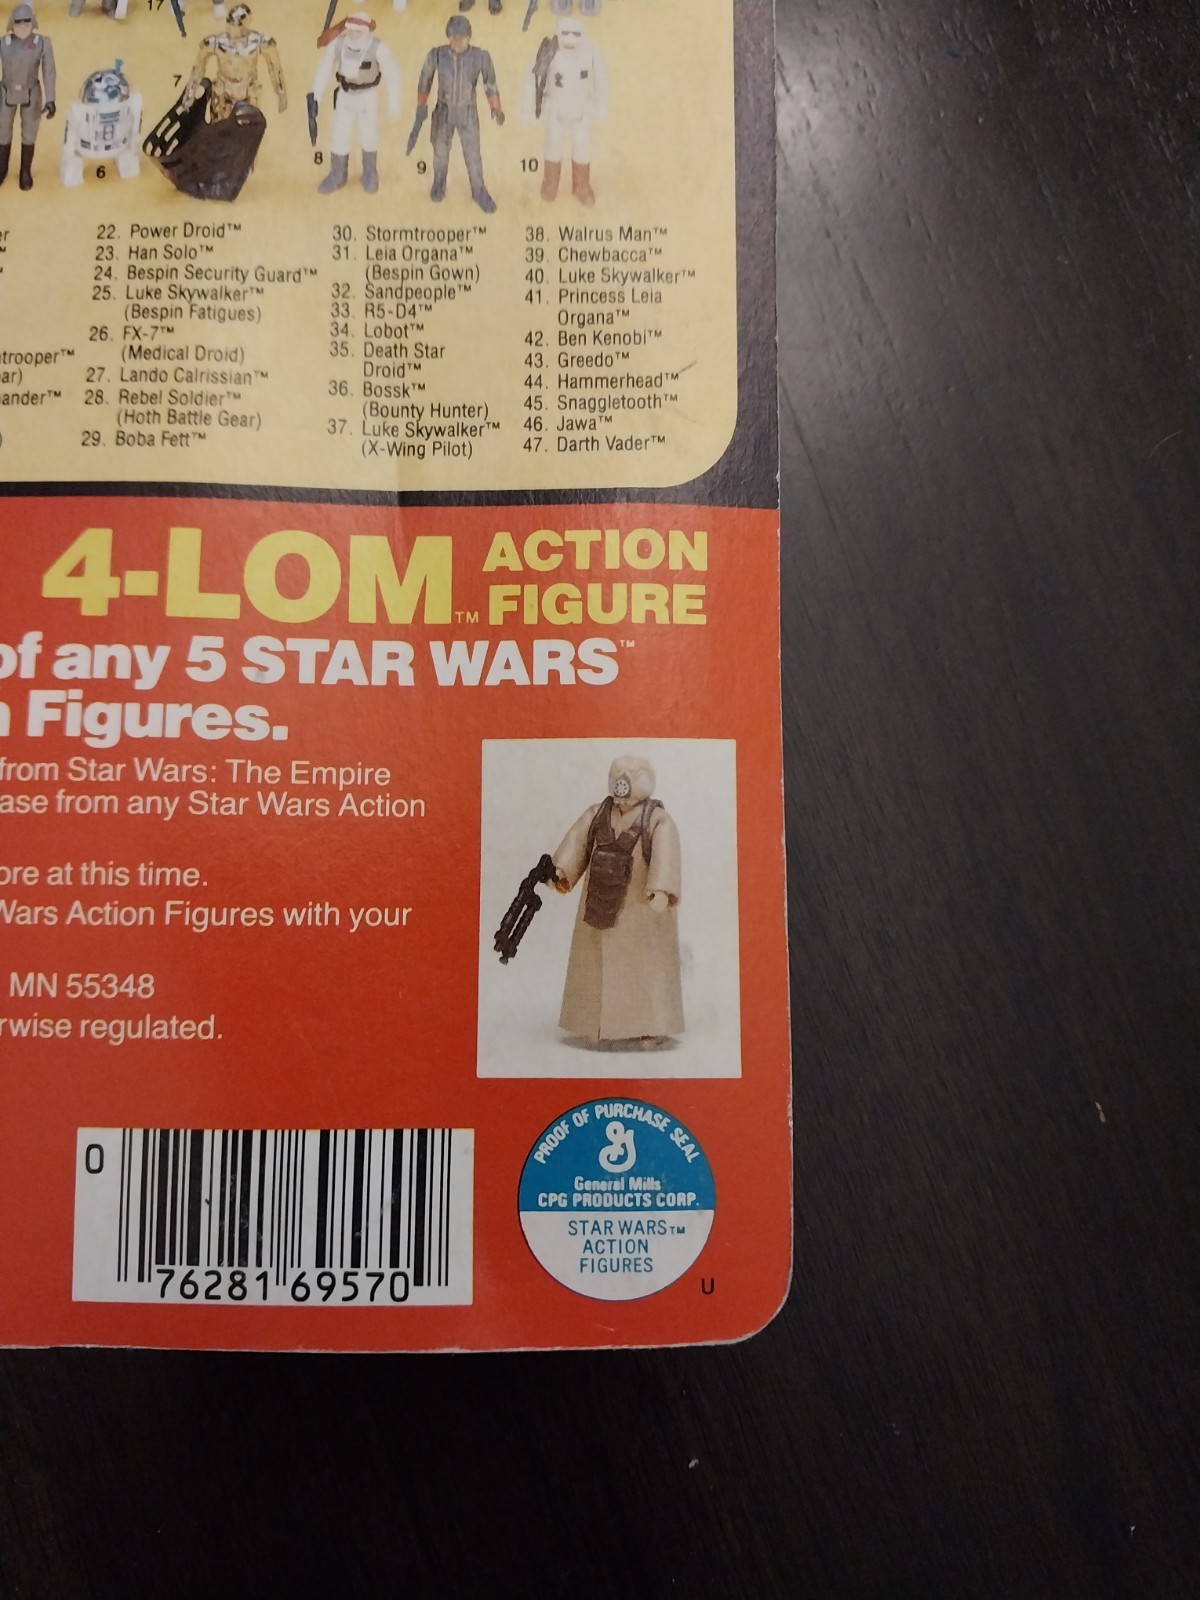 17
7
6
8
9
10
er
™
™
trooper™
ar)
ander™
)
22. Power Droid™
23. Han Solo™
24. Bespin Security Guard™
25. Luke Skywalker™
(Bespin Fatigues)
26. FX-7™
(Medical Droid)
27. Lando Calrissian™
28. Rebel Soldier™
(Hoth Battle Gear)
29. Boba Fett™
30. Stormtrooper™
31. Leia Organa™
(Bespin Gown)
32. Sandpeople™
33. R5-D4™
34. Lobot™
35. Death Star
Droid™
36. Bossk™
(Bounty Hunter)
37. Luke Skywalker™
(X-Wing Pilot)
38. Walrus Man™
39. Chewbacca™
40. Luke Skywalker™
41. Princess Leia
Organa™
42. Ben Kenobi™
43. Greedo™
44. Hammerhead™
45. Snaggletooth™
46. Jawa™
47. Darth Vader™
4-LOM™ ACTION
FIGURE
of any 5 STAR WARS™
n Figures.
from Star Wars: The Empire
ase from any Star Wars Action
ore at this time.
Wars Action Figures with your
MN 55348
rwise regulated.
0
76281 69570
PROOF OF PURCHASE SEAL
General Mills
CPG PRODUCTS CORP.
STAR WARS™
ACTION
FIGURES
U